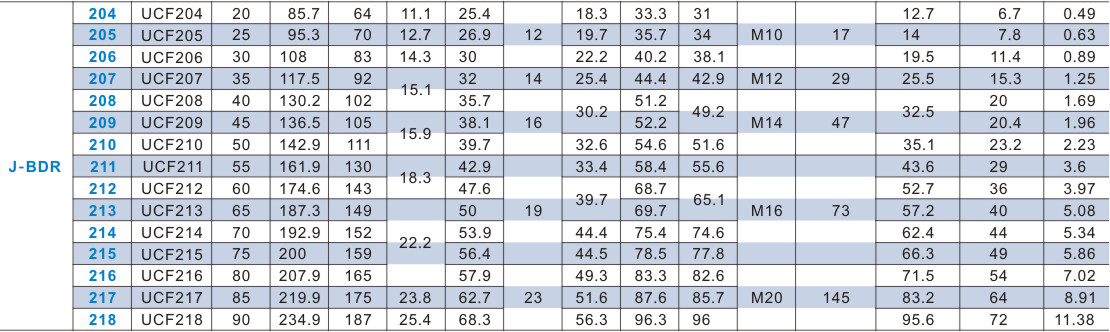 204 UCF204 20 85.7 64 11.1 25.4 18.3 33.3 31 12.7 6.7 0.49
205 UCF205 25 95.3 70 12.7 26.9 12 19.7 35.7 34 M10 17 14 7.8 0.63
206 UCF206 30 108 83 14.3 30 22.2 40.2 38.1 19.5 11.4 0.89
207 UCF207 35 117.5 92 32 14 25.4 44.4 42.9 M12 29 25.5 15.3 1.25
15.1
208 UCF208 40 130.2 102 35.7 51.2 20 1.69
30.2 49.2 32.5
209 UCF209 45 136.5 105 38.1 16 52.2 M14 47 20.4 1.96
15.9
210 UCF210 50 142.9 111 39.7 32.6 54.6 51.6 35.1 23.2 2.23
J-BDR 211 UCF211 55 161.9 130 42.9 33.4 58.4 55.6 43.6 29 3.6
18.3
212 UCF212 60 174.6 143 47.6 68.7 52.7 36 3.97
39.7 65.1
213 UCF213 65 187.3 149 50 19 69.7 M16 73 57.2 40 5.08
214 UCF214 70 192.9 152 53.9 44.4 75.4 74.6 62.4 44 5.34
22.2
215 UCF215 75 200 159 56.4 44.5 78.5 77.8 66.3 49 5.86
216 UCF216 80 207.9 165 57.9 49.3 83.3 82.6 71.5 54 7.02
217 UCF217 85 219.9 175 23.8 62.7 23 51.6 87.6 85.7 M20 145 83.2 64 8.91
218 UCF218 90 234.9 187 25.4 68.3 56.3 96.3 96 95.6 72 11.38